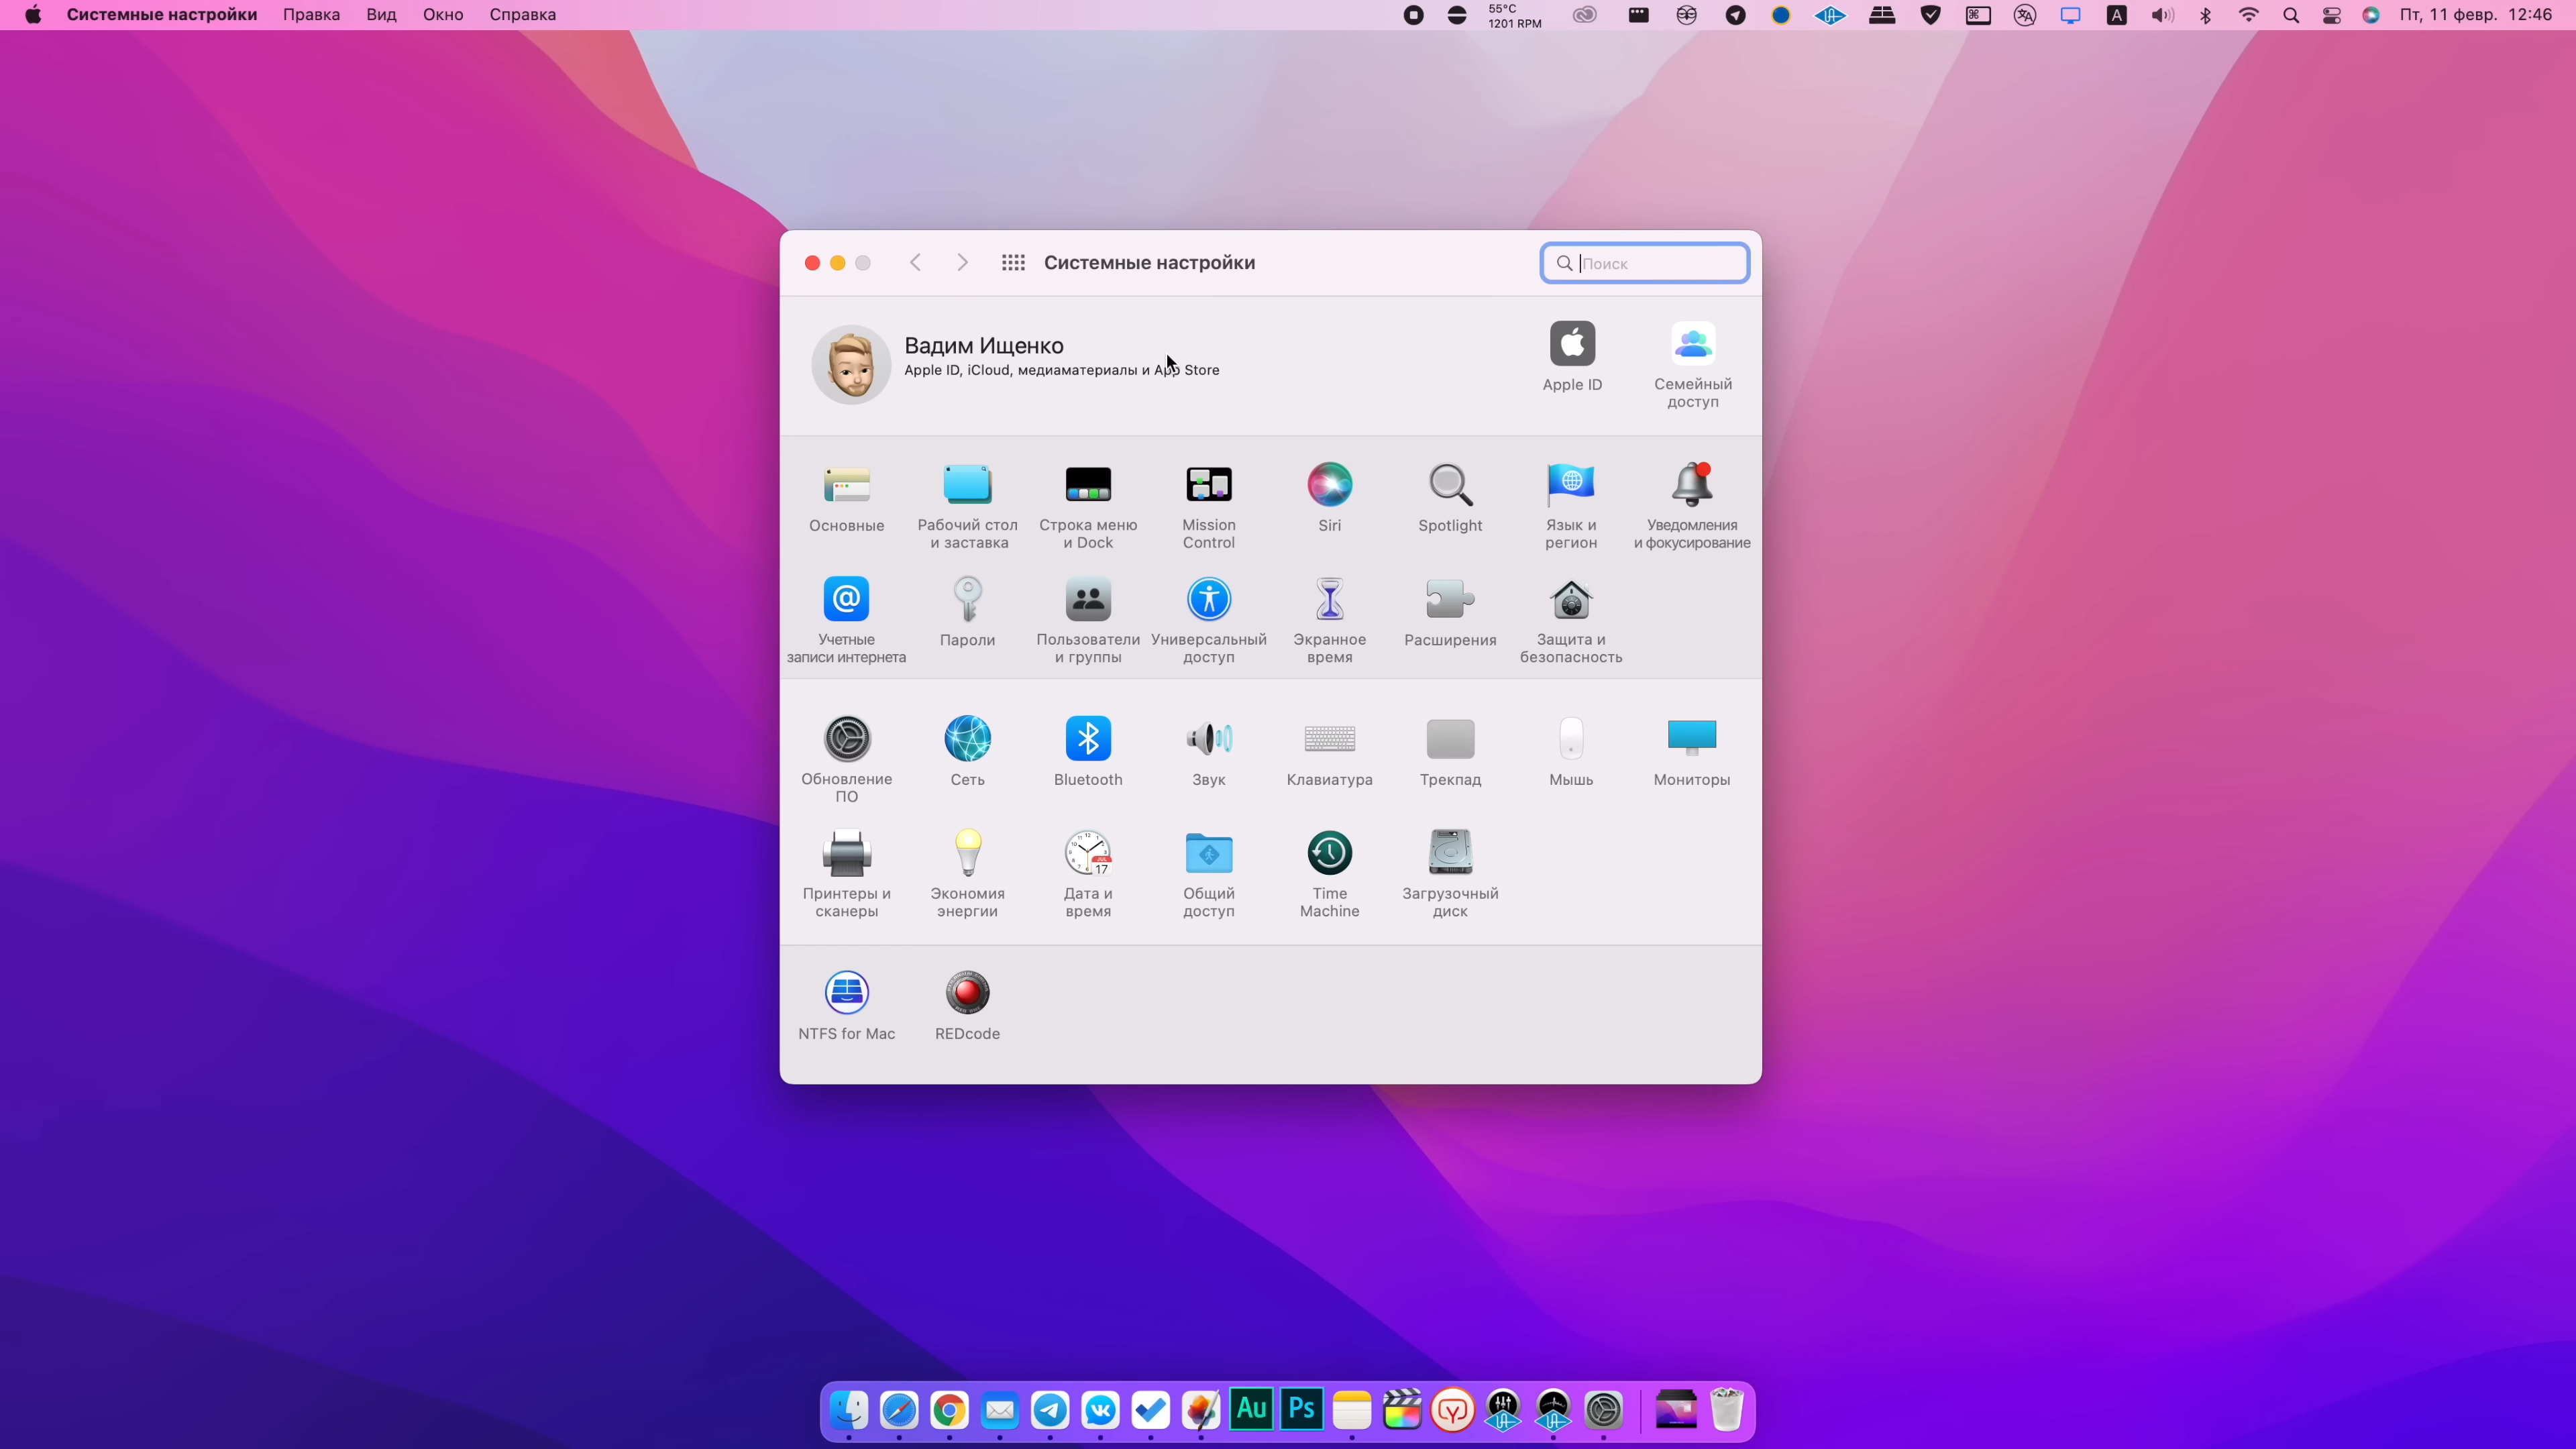 Системные настройки Правка Вид Окно Справка
55°C
1201 RPM
A
Пт, 11 февр. 12:46
Системные настройки
Поиск
Вадим Ищенко
Apple ID, iCloud, медиаматериалы и App Store
Apple ID
Семейный
доступ
Основные
Рабочий стол
и заставка
Строка меню
и Dock
Mission
Control
Siri
Spotlight
Язык и
регион
Уведомления
и фокусирование
@
Учетные
записи интернета
Пароли
Пользователи
и группы
Универсальный
доступ
Экранное
время
Расширения
Защита и
безопасность
Обновление
ПО
Сеть
Bluetooth
Звук
Клавиатура
Трекпад
Мышь
Мониторы
Принтеры и
сканеры
Экономия
энергии
JUL
17
Дата и
время
Общий
доступ
Time
Machine
Загрузочный
диск
NTFS for Mac
REDcode
Au
Ps